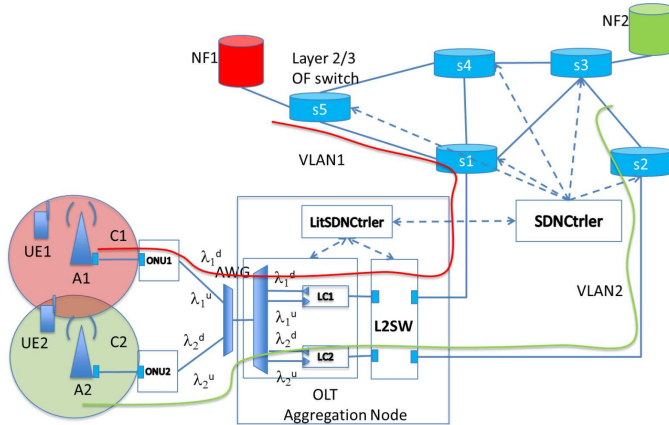 NF2
NF1
Layer 2/3
OF switch
s4
s3
s5
VLAN1
s1
s2
LitSDNCtrler
SDNCtrler
C1
UE1
A1
ONU1
λ₁ᵈ
AWG
λ₁ᵈ
λ₁ᵘ
LC1
λ₁ᵘ
VLAN2
UE2
C2
λ₂ᵈ
λ₂ᵈ
L2SW
ONU2
LC2
A2
λ₂ᵘ
λ₂ᵘ
OLT
Aggregation Node